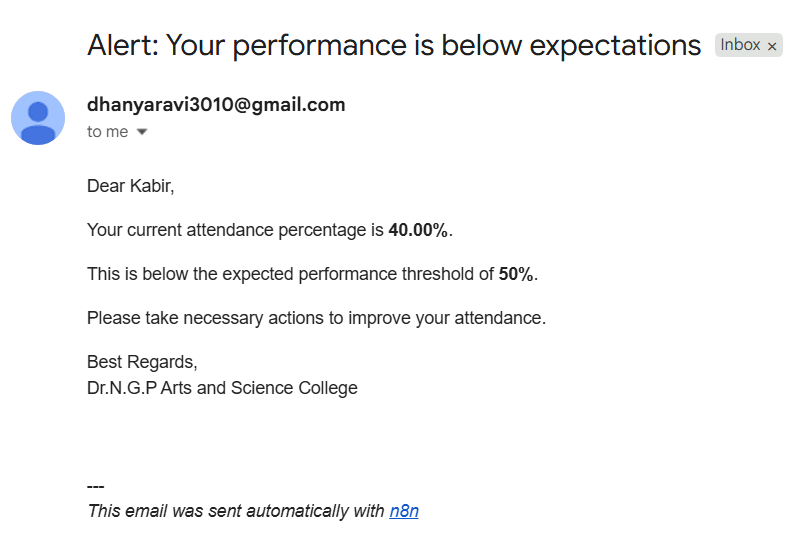 Alert: Your performance is below expectations Inbox ×
dhanyaravi3010@gmail.com
to me
Dear Kabir,
Your current attendance percentage is 40.00%.
This is below the expected performance threshold of 50%.
Please take necessary actions to improve your attendance.
Best Regards,
Dr.N.G.P Arts and Science College
---
This email was sent automatically with n8n